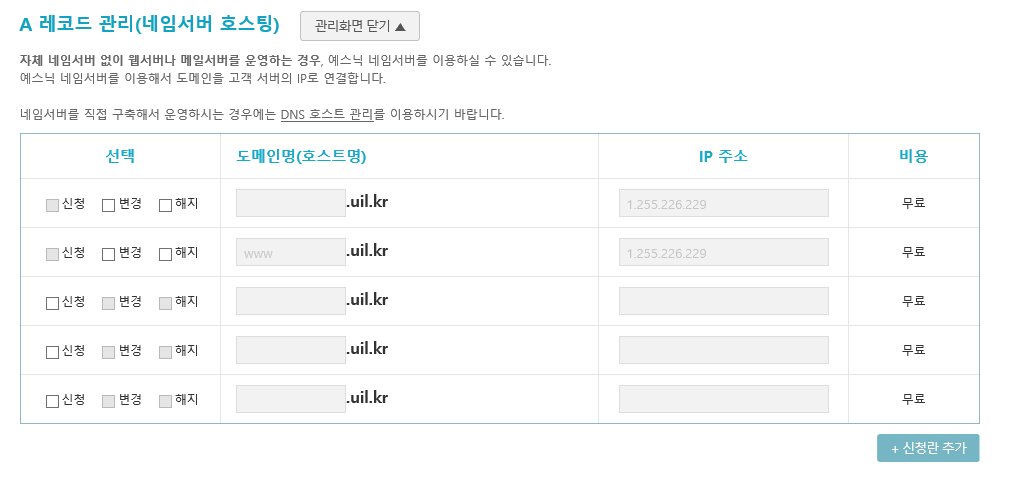 A 레코드 관리(네임서버 호스팅) 관리화면 닫기 ▲
자체 네임서버 없이 웹서버나 메일서버를 운영하는 경우, 예스닉 네임서버를 이용하실 수 있습니다.
예스닉 네임서버를 이용해서 도메인을 고객 서버의 IP로 연결합니다.
네임서버를 직접 구축해서 운영하시는 경우에는 DNS 호스트 관리를 이용하시기 바랍니다.
선택 도메인명(호스트명) IP 주소 비용
신청 변경 해지 .uil.kr 1.255.226.229 무료
신청 변경 해지 www .uil.kr 1.255.226.229 무료
신청 변경 해지 .uil.kr 무료
신청 변경 해지 .uil.kr 무료
신청 변경 해지 .uil.kr 무료
+ 신청란 추가